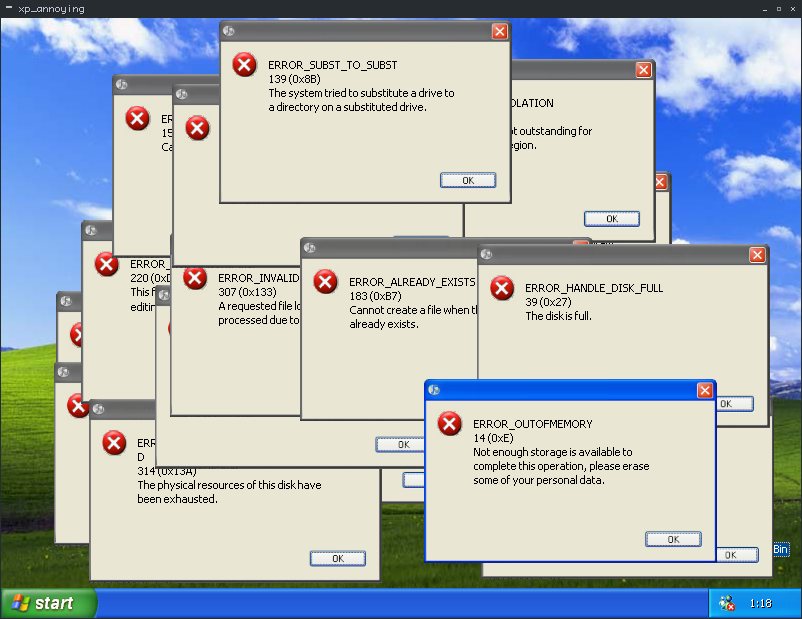 xp_annoying
ERROR_SUBST_TO_SUBST
139 (0x8B)
The system tried to substitute a drive to
a directory on a substituted drive.
OK
OLATION
ot outstanding for
egion.
OK
ER
15
Ca
ERROR_
220 (0x
This f
editin
ERROR_INVALID
307 (0x133)
A requested file lo
processed due to
ERROR_ALREADY_EXISTS
183 (0xB7)
Cannot create a file when t
already exists.
ERROR_HANDLE_DISK_FULL
39 (0x27)
The disk is full.
OK
ERROR_OUTOFMEMORY
14 (0xE)
Not enough storage is available to
complete this operation, please erase
some of your personal data.
OK
OK
ERR
D
314 (0x13A)
The physical resources of this disk have
been exhausted.
OK
OK
Bin
start
1:18